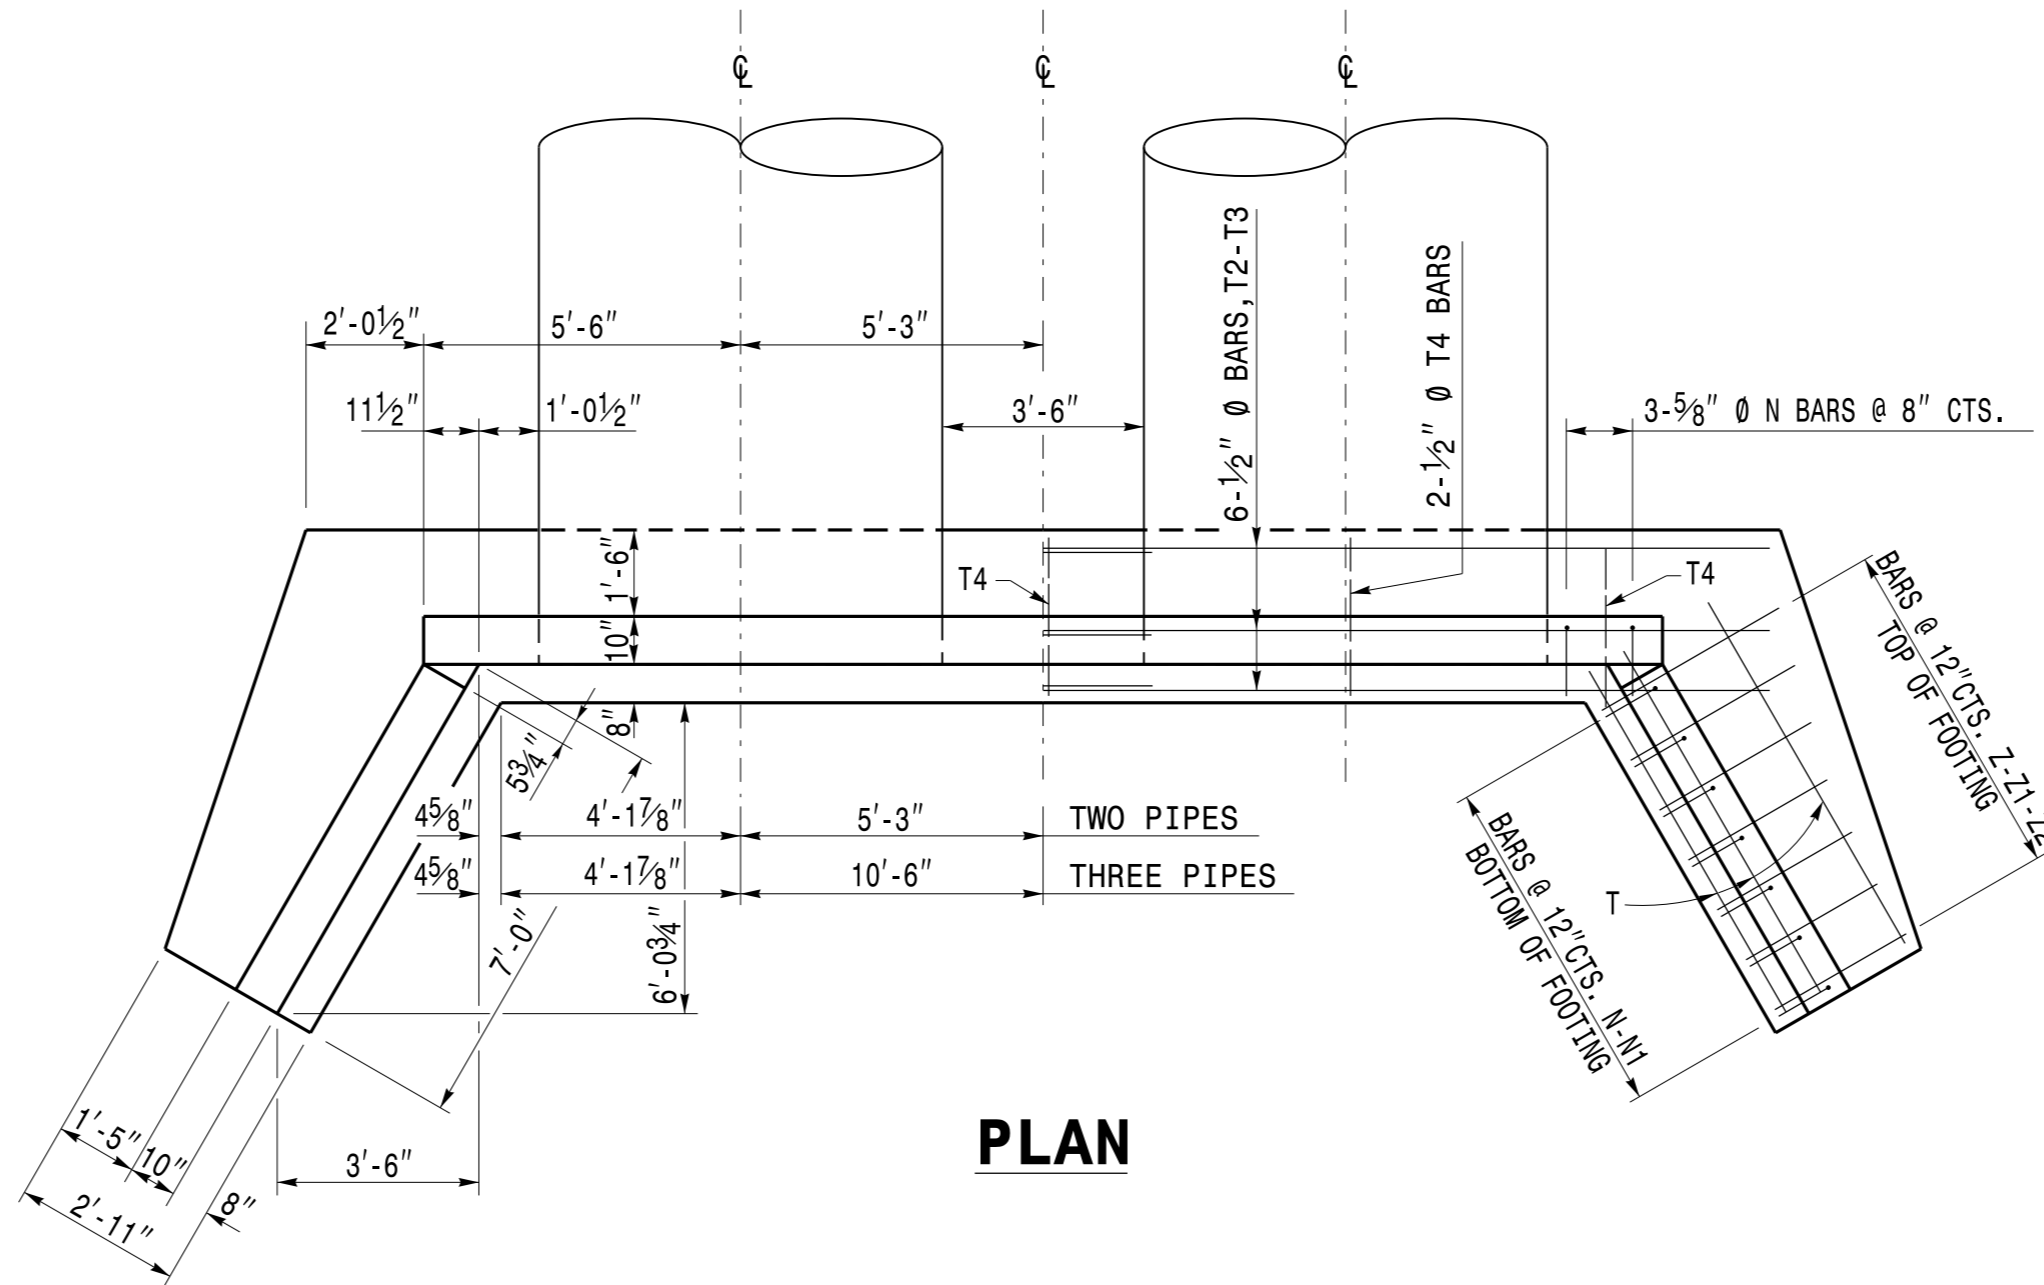 ℄ ℄ ℄
6-½" Ø BARS,T2-T3
2-½" Ø T4 BARS
2'-0½" 5'-6" 5'-3"
11½" 1'-0½" 3'-6" 3-⅝" Ø N BARS @ 8" CTS.
1'-6"
T4 T4
10"
8"
5¾"
BARS @ 12"CTS. Z-Z1-Z2
TOP OF FOOTING
4⅝" 4'-1⅞" 5'-3" TWO PIPES
4⅝" 4'-1⅞" 10'-6" THREE PIPES
T
7'-0"
6'-0¾"
BARS @ 12"CTS. N-N1
BOTTOM OF FOOTING
1'-5" 10" 3'-6"
2'-11" 8"
PLAN